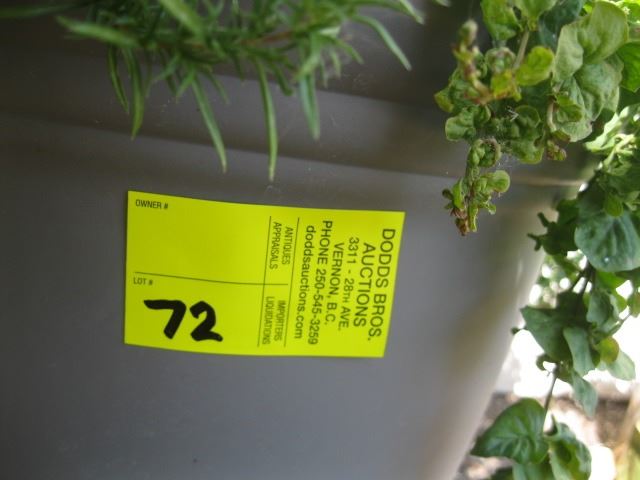 DODDS BROS.
AUCTIONS
3311 - 28TH AVE.
VERNON, B.C.
PHONE 250-545-3259
doddsauctions.com
ANTIQUES
APPRAISALS
IMPORTERS
LIQUIDATIONS
OWNER #
LOT #
72